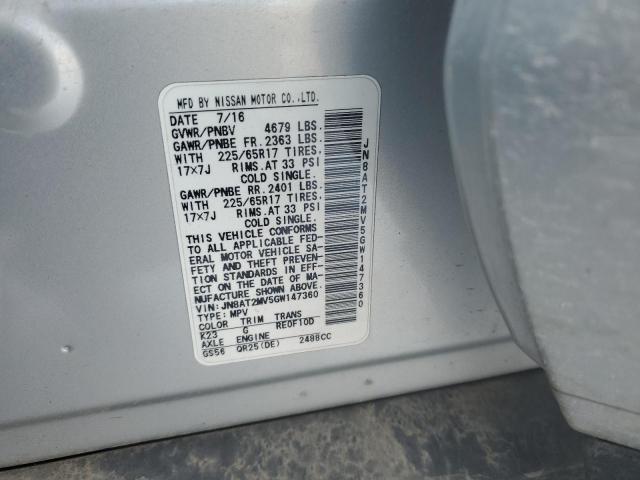 MFD BY NISSAN MOTOR CO.,LTD.
DATE 7/16
GVWR/PNBV 4679 LBS.
GAWR/PNBE FR.2363 LBS.
WITH 225/65R17 TIRES.
17×7J RIMS.AT 33 PSI
COLD SINGLE.
GAWR/PNBE RR.2401 LBS.
WITH 225/65R17 TIRES.
17×7J RIMS.AT 33 PSI
COLD SINGLE.
THIS VEHICLE CONFORMS
TO ALL APPLICABLE FED-
ERAL MOTOR VEHICLE SA-
FETY AND THEFT PREVEN-
TION STANDARDS IN EFF-
ECT ON THE DATE OF MA-
NUFACTURE SHOWN ABOVE.
VIN: JN8AT2MV5GW147360
TYPE: MPV
COLOR TRIM TRANS
K23 G RE0F10D
AXLE ENGINE
GS56 QR25(DE) 2488CC
JN8AT2MV5GW147360